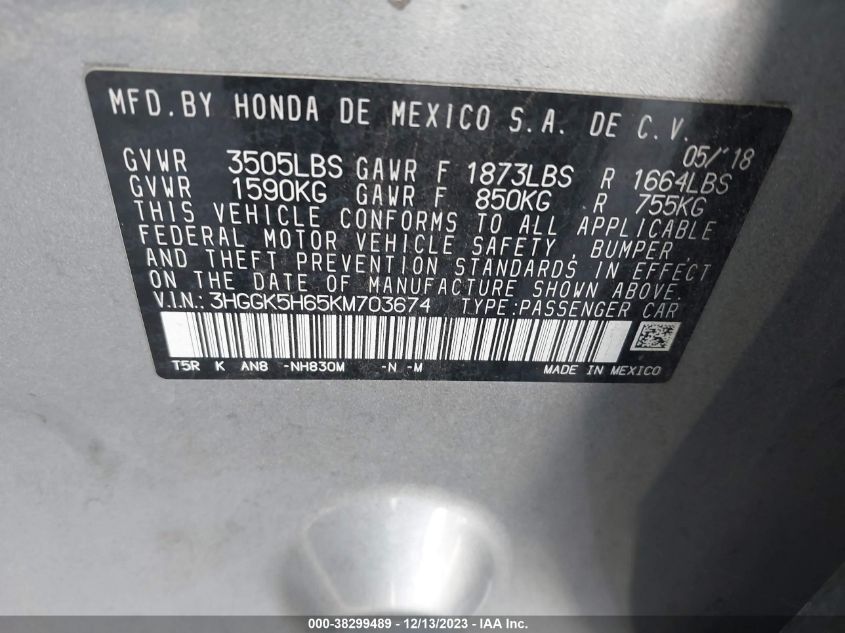 MFD.BY HONDA DE MEXICO S.A. DE C.V.
05/'18
GVWR 3505LBS GAWR F 1873LBS R 1664LBS
GVWR 1590KG GAWR F 850KG R 755KG
THIS VEHICLE CONFORMS TO ALL APPLICABLE
FEDERAL MOTOR VEHICLE SAFETY, BUMPER,
AND THEFT PREVENTION STANDARDS IN EFFECT
ON THE DATE OF MANUFACTURE SHOWN ABOVE.
V.I.N.: 3HGGK5H65KM703674 TYPE:PASSENGER CAR
T5R K AN8 -NH830M -N -M MADE IN MEXICO
000-38299489 - 12/13/2023 - IAA Inc.